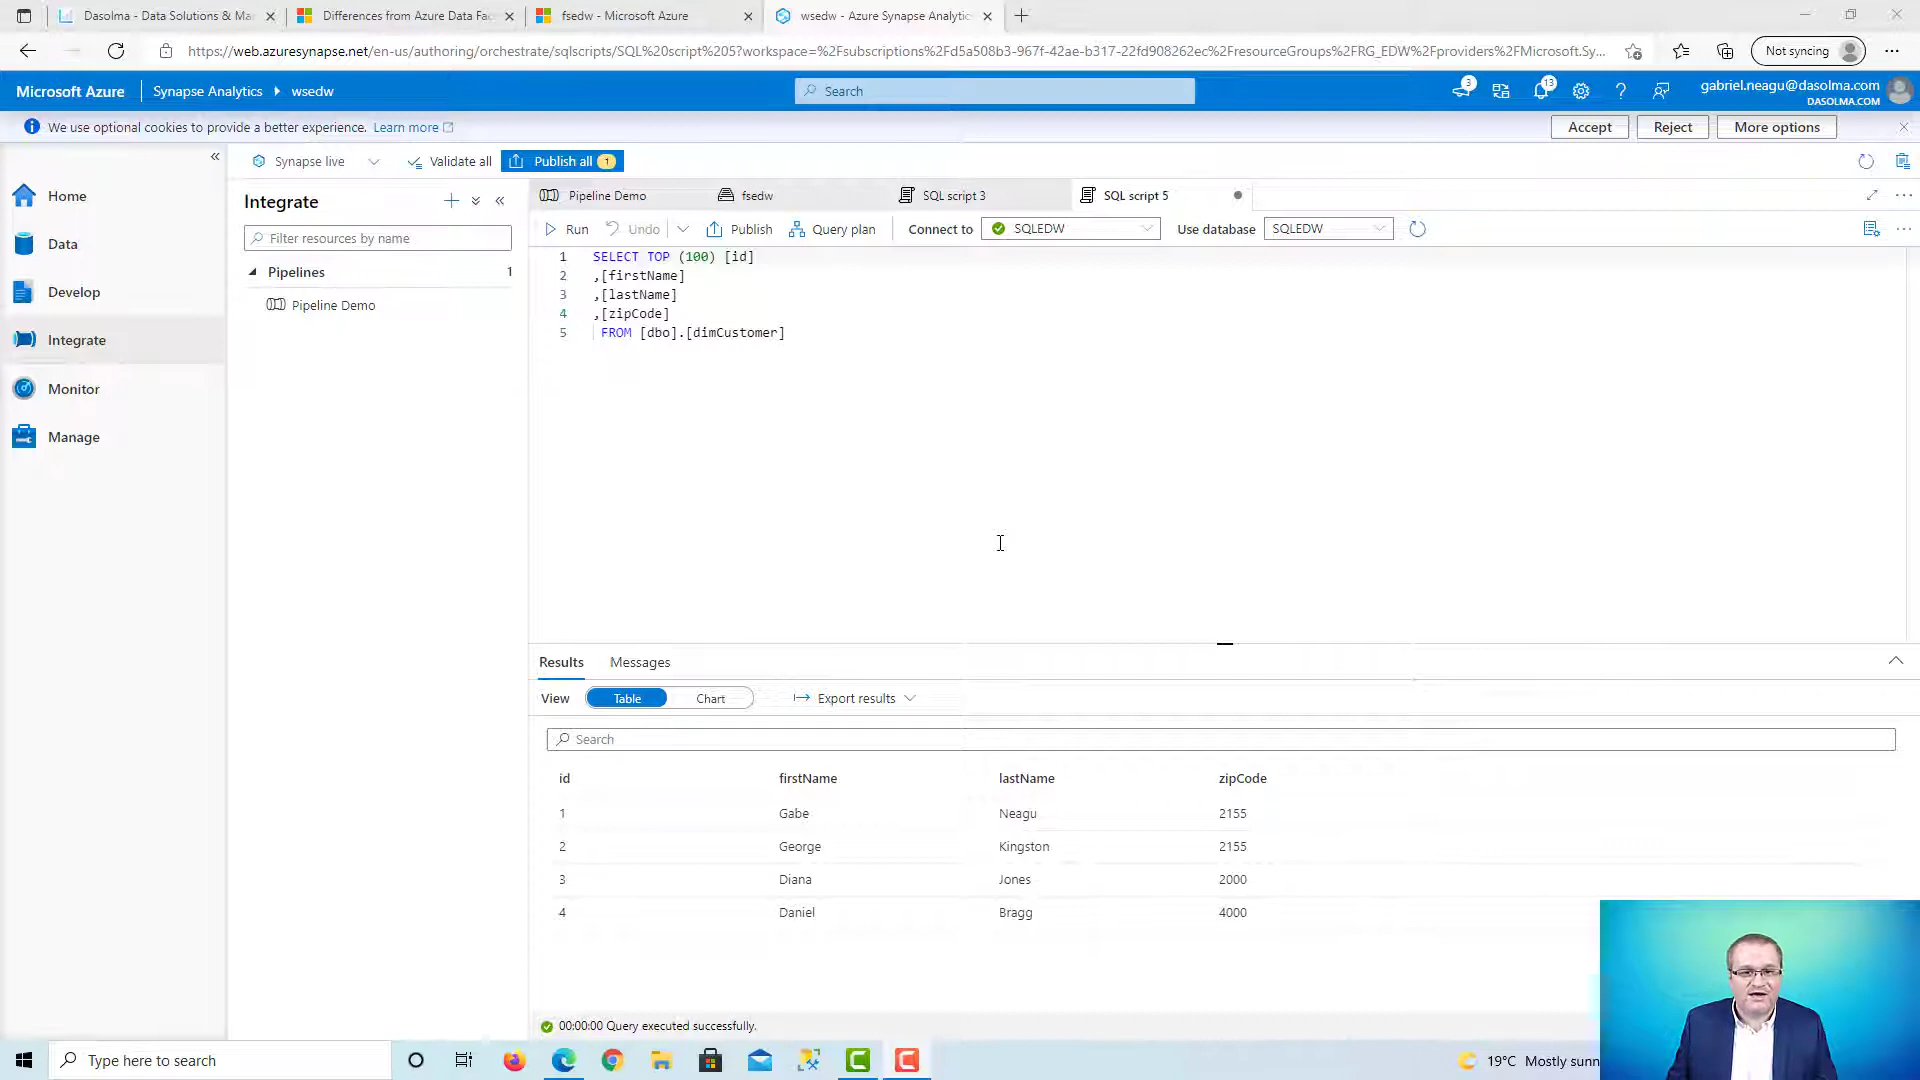 Dasolma - Data Solutions & Ma
Differences from Azure Data Fac
fsedw - Microsoft Azure
wsedw - Azure Synapse Analytic
https://web.azuresynapse.net/en-us/authoring/orchestrate/sqlscripts/SQL%20script%205?workspace=%2Fsubscriptions%2Fd5a508b3-967f-42ae-b317-22fd908262ec%2FresourceGroups%2FRG_EDW%2Fproviders%2FMicrosoft.Sy...
Not syncing
Microsoft Azure
Synapse Analytics
wsedw
Search
3
13
gabriel.neagu@dasolma.com
DASOLMA.COM
We use optional cookies to provide a better experience. Learn more
Accept
Reject
More options
Synapse live
Validate all
Publish all 1
Home
Data
Develop
Integrate
Monitor
Manage
Integrate
Filter resources by name
Pipelines 1
Pipeline Demo
Pipeline Demo
fsedw
SQL script 3
SQL script 5
Run
Undo
Publish
Query plan
Connect to
SQLEDW
Use database
SQLEDW
1 SELECT TOP (100) [id]
2 ,[firstName]
3 ,[lastName]
4 ,[zipCode]
5 FROM [dbo].[dimCustomer]
Results
Messages
View
Table
Chart
Export results
Search
id firstName lastName zipCode
1 Gabe Neagu 2155
2 George Kingston 2155
3 Diana Jones 2000
4 Daniel Bragg 4000
00:00:00 Query executed successfully.
Type here to search
19°C Mostly sunn